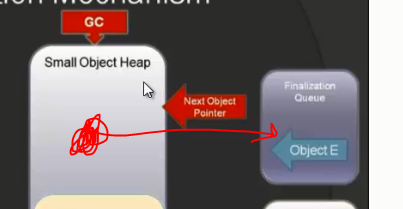 GC
Small Object Heap
Next Object
Pointer
Finalization
Queue
Object E